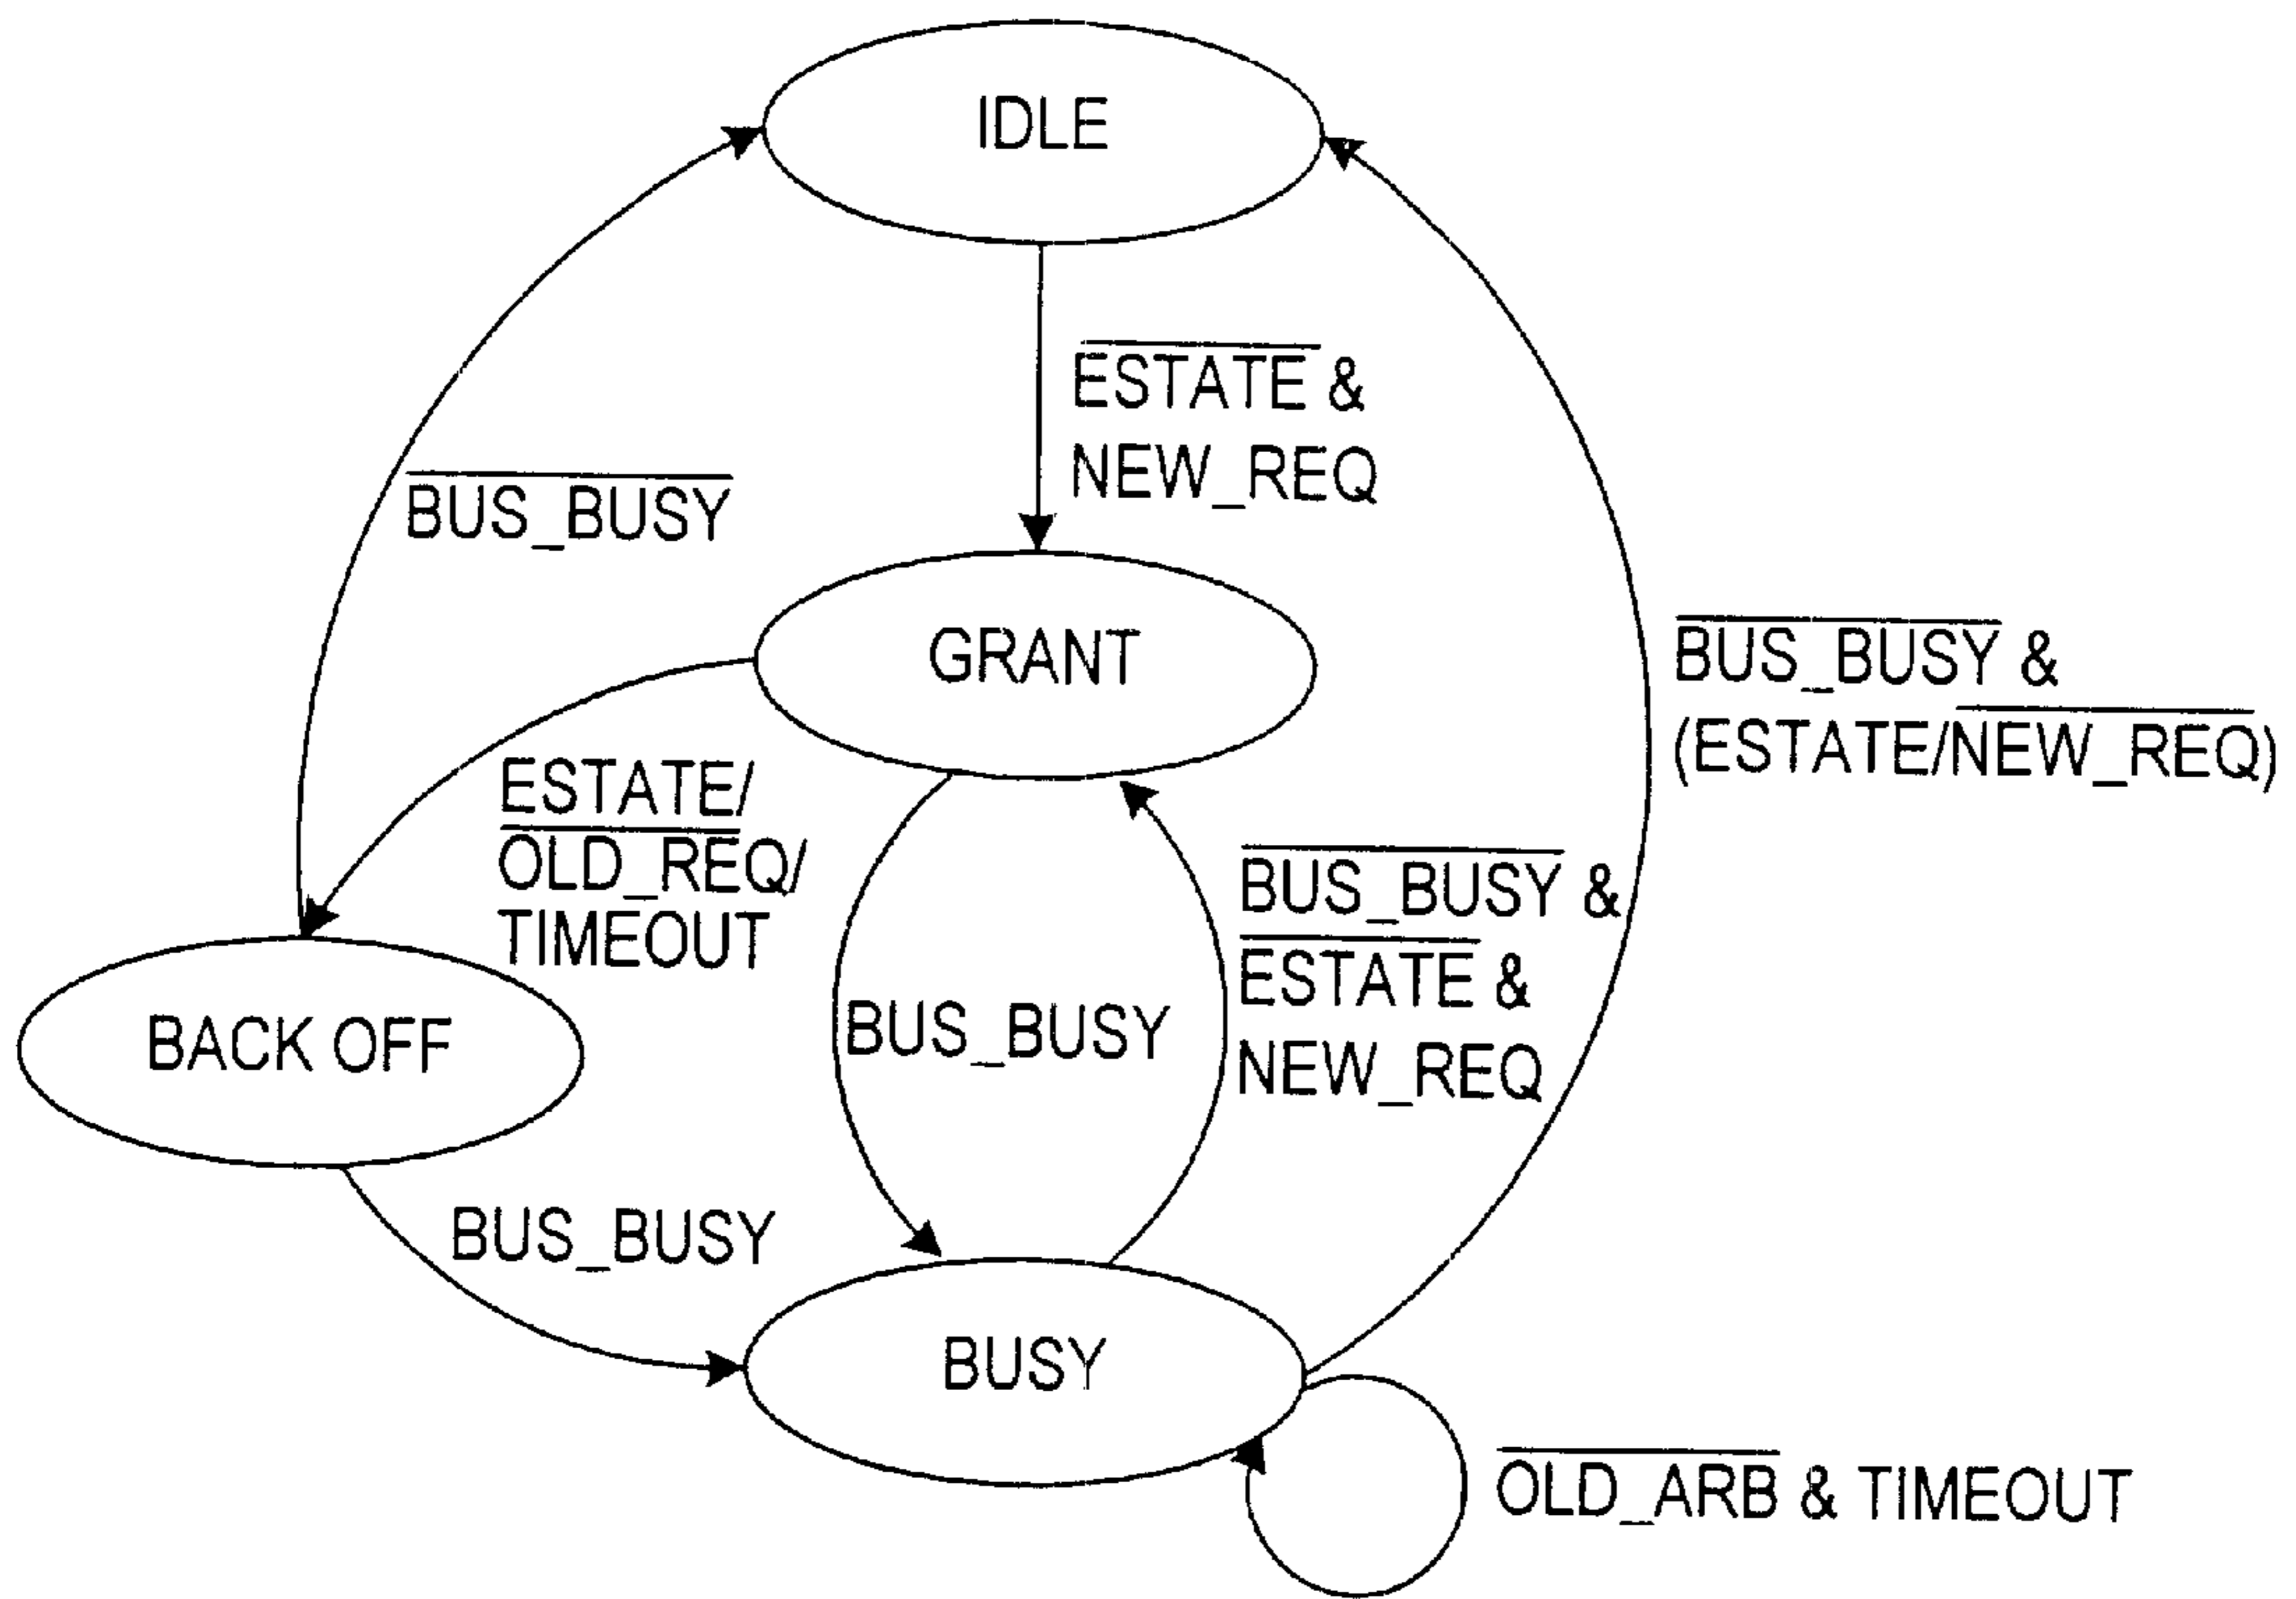 IDLE
ESTATE &
NEW_REQ
BUS_BUSY
GRANT
BUS_BUSY &
(ESTATE/NEW_REQ)
ESTATE/
OLD_REQ/
TIMEOUT
BUS_BUSY &
ESTATE &
NEW_REQ
BUS_BUSY
BACK OFF
BUS_BUSY
BUSY
OLD_ARB & TIMEOUT